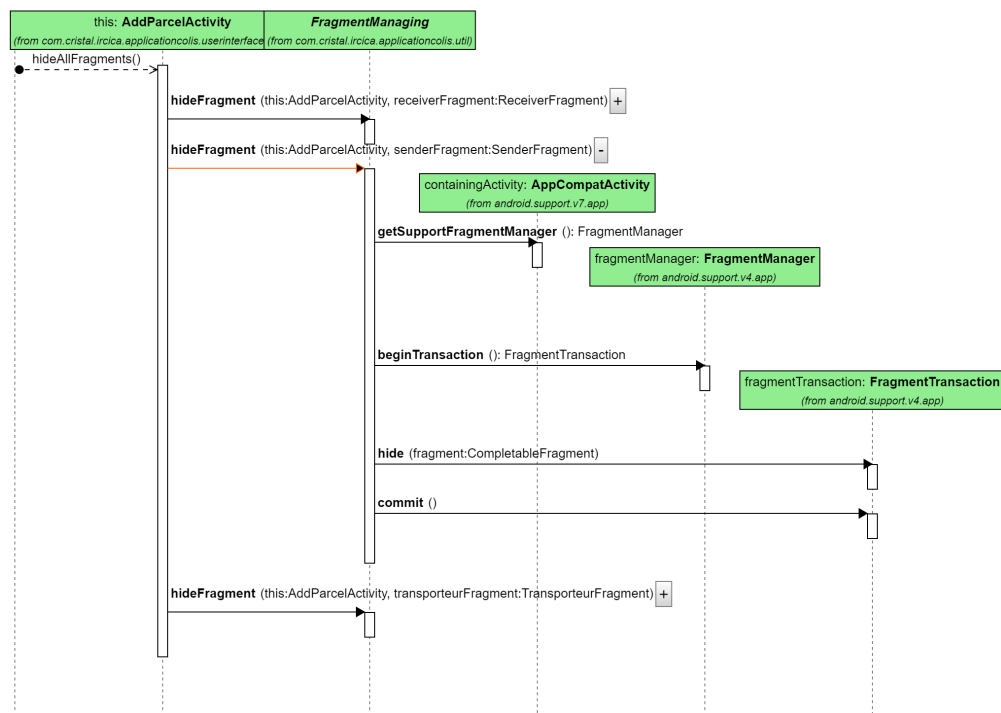 this: AddParcelActivity
(from com.cristal.ircica.applicationcolis.userinterface
FragmentManaging
(from com.cristal.ircica.applicationcolis.util)
hideAllFragments()
hideFragment (this:AddParcelActivity, receiverFragment:ReceiverFragment) +
hideFragment (this:AddParcelActivity, senderFragment:SenderFragment) -
containingActivity: AppCompatActivity
(from android.support.v7.app)
getSupportFragmentManager (): FragmentManager
fragmentManager: FragmentManager
(from android.support.v4.app)
beginTransaction (): FragmentTransaction
fragmentTransaction: FragmentTransaction
(from android.support.v4.app)
hide (fragment:CompletableFragment)
commit ()
hideFragment (this:AddParcelActivity, transporteurFragment:TransporteurFragment) +